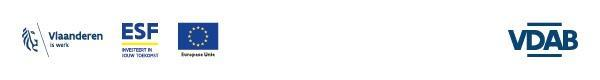 Vlaanderen
is werk
ESF
INVESTEERT IN
JOUW TOEKOMST
Europese Unie
VDAB